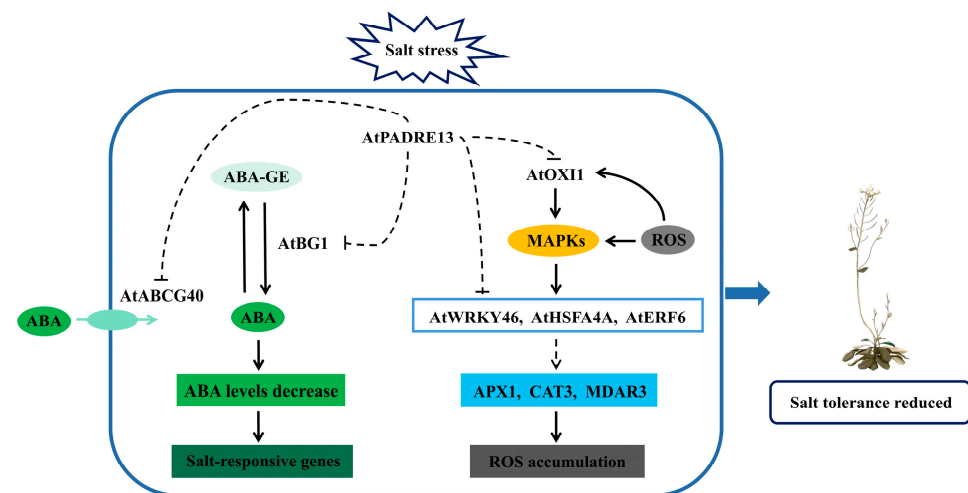 Salt stress
AtPADRE13
ABA-GE
AtOXI1
AtBG1
MAPKs
ROS
AtABCG40
ABA
ABA
AtWRKY46, AtHSFA4A, AtERF6
ABA levels decrease
APX1, CAT3, MDAR3
Salt tolerance reduced
Salt-responsive genes
ROS accumulation